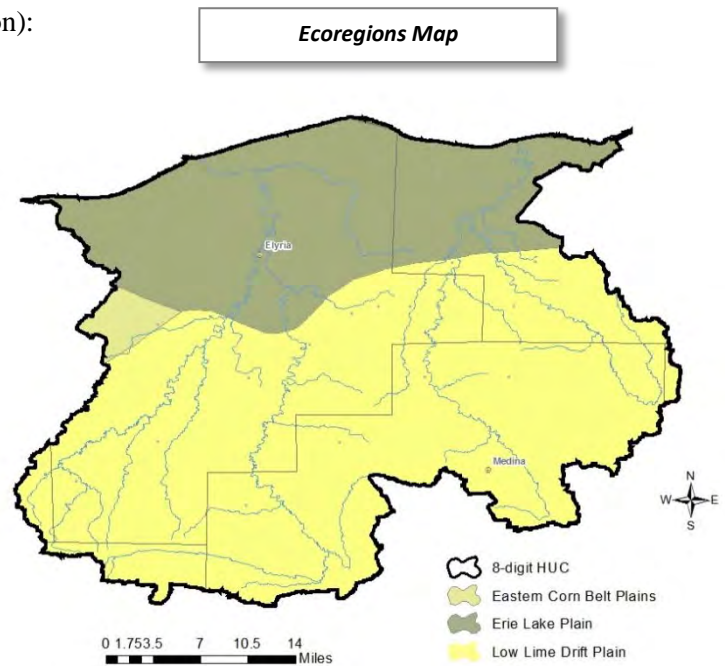 on):
Ecoregions Map
Elyria
Medina
N
W E
S
8-digit HUC
Eastern Corn Belt Plains
Erie Lake Plain
Low Lime Drift Plain
0 1.753.5 7 10.5 14
Miles